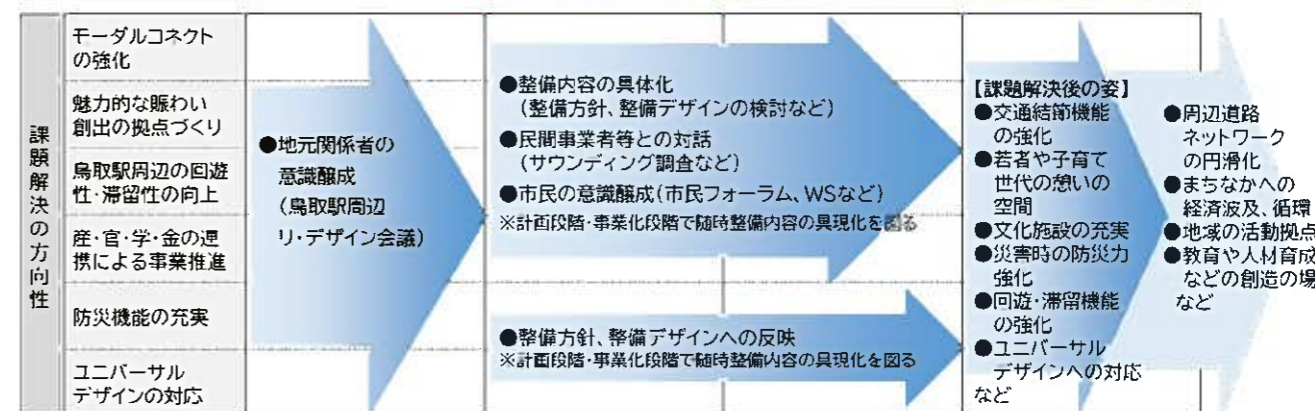 課題解決の方向性
モーダルコネクト
の強化
魅力的な賑わい
創出の拠点づくり
鳥取駅周辺の回遊
性・滞留性の向上
産・官・学・金の連
携による事業推進
防災機能の充実
ユニバーサル
デザインの対応
●地元関係者の
意識醸成
(鳥取駅周辺
リ・デザイン会議)
●整備内容の具体化
(整備方針、整備デザインの検討など)
●民間事業者等との対話
(サウンディング調査など)
●市民の意識醸成(市民フォーラム、WSなど)
※計画段階・事業化段階で随時整備内容の具現化を図る
●整備方針、整備デザインへの反映
※計画段階・事業化段階で随時整備内容の具現化を図る
【課題解決後の姿】
●交通結節機能
の強化
●若者や子育て
世代の憩いの
空間
●文化施設の充実
●災害時の防災力
強化
●回遊・滞留機能
の強化
●ユニバーサル
デザインへの対応
など
●周辺道路
ネットワーク
の円滑化
●まちなかへの
経済波及、循環
●地域の活動拠点
●教育や人材育成
などの創造の場
など